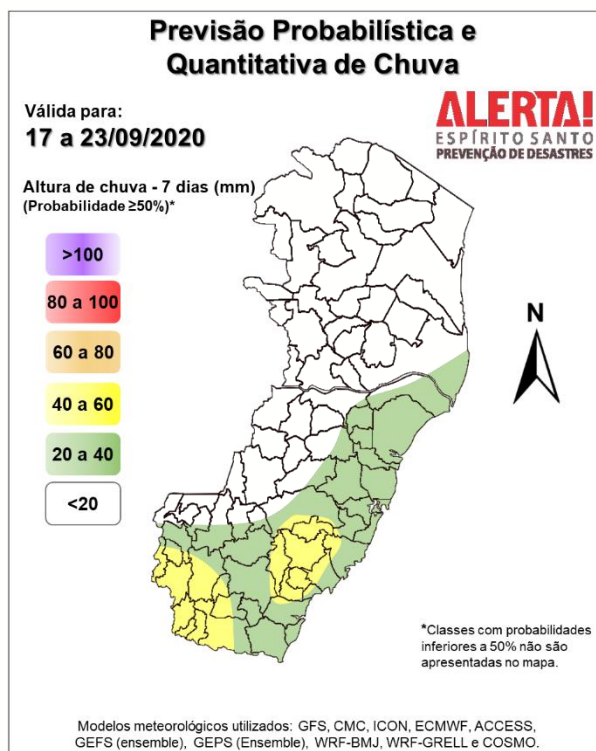 Previsão Probabilística e
Quantitativa de Chuva
Válida para:
17 a 23/09/2020
ALERTA!
ESPÍRITO SANTO
PREVENÇÃO DE DESASTRES
Altura de chuva - 7 dias (mm)
(Probabilidade ≥50%)*
>100
80 a 100
60 a 80
40 a 60
20 a 40
<20
N
*Classes com probabilidades
inferiores a 50% não são
apresentadas no mapa.
Modelos meteorológicos utilizados: GFS, CMC, ICON, ECMWF, ACCESS,
GEFS (ensemble), GEPS (Ensemble), WRF-BMJ, WRF-GRELL e COSMO.